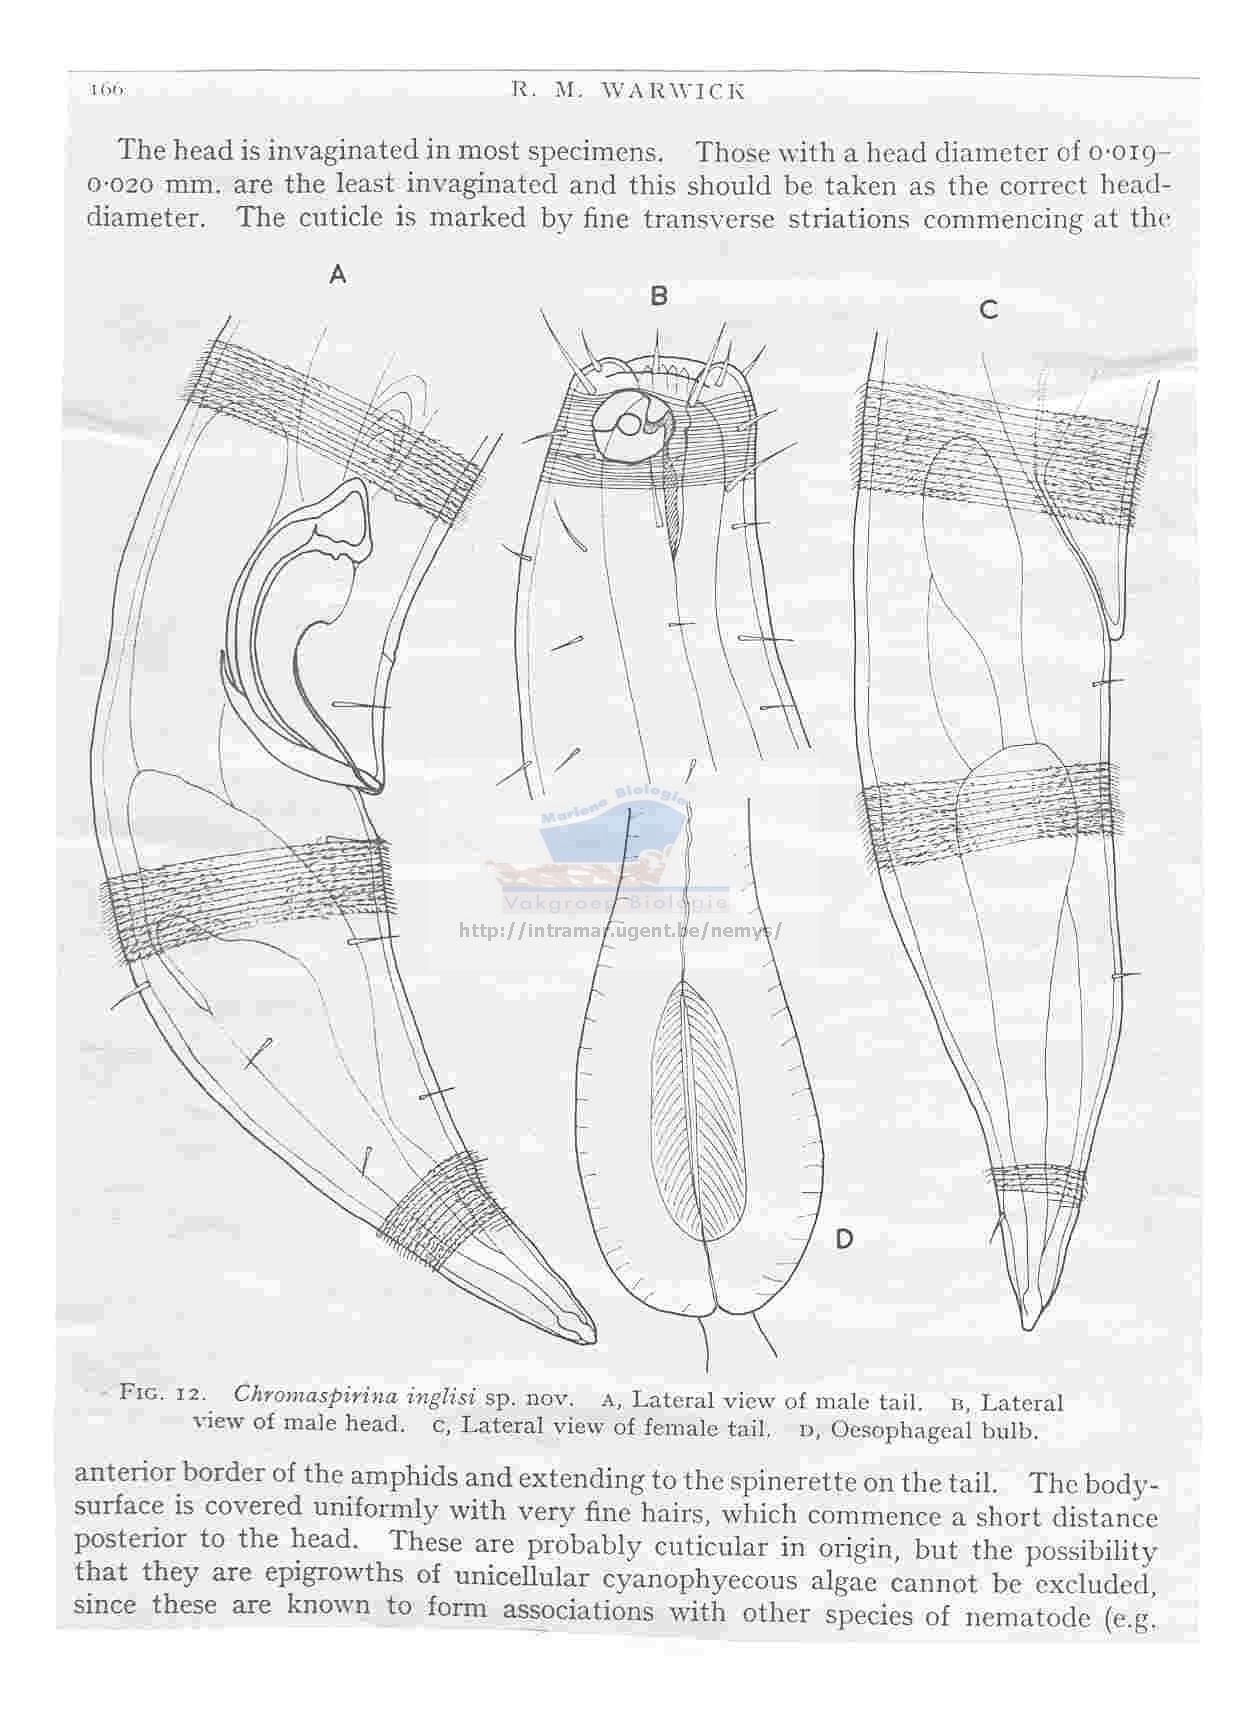 166 R. M. WARWICK
The head is invaginated in most specimens. Those with a head diameter of 0·019–
0·020 mm. are the least invaginated and this should be taken as the correct head-
diameter. The cuticle is marked by fine transverse striations commencing at the
A
B
C
Mariene Biologie
Vakgroep Biologie
http://intramar.ugent.be/nemys/
D
FIG. 12. Chromaspirina inglisi sp. nov. A, Lateral view of male tail. B, Lateral
view of male head. C, Lateral view of female tail. D, Oesophageal bulb.
anterior border of the amphids and extending to the spinerette on the tail. The body-
surface is covered uniformly with very fine hairs, which commence a short distance
posterior to the head. These are probably cuticular in origin, but the possibility
that they are epigrowths of unicellular cyanophyecous algae cannot be excluded,
since these are known to form associations with other species of nematode (e.g.